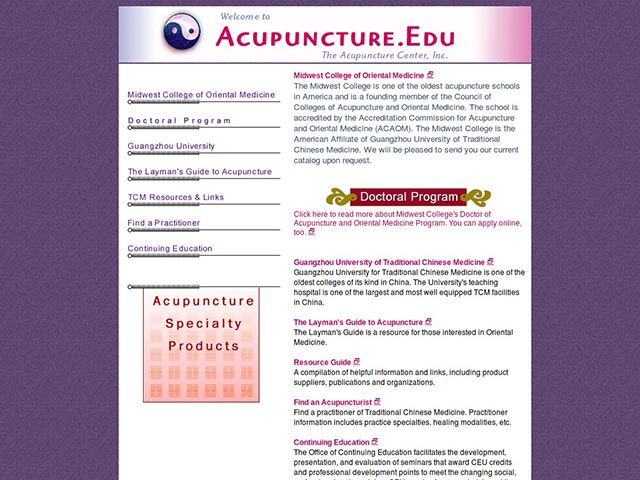 Welcome to
Acupuncture.Edu
The Acupuncture Center, Inc.
Midwest College of Oriental Medicine
Doctoral Program
Guangzhou University
The Layman's Guide to Acupuncture
TCM Resources & Links
Find a Practitioner
Continuing Education
Acupuncture
Specialty
Products
Midwest College of Oriental Medicine
The Midwest College is one of the oldest acupuncture schools
in America and is a founding member of the Council of
Colleges of Acupuncture and Oriental Medicine. The school is
accredited by the Accreditation Commission for Acupuncture
and Oriental Medicine (ACAOM). The Midwest College is the
American Affiliate of Guangzhou University of Traditional
Chinese Medicine. We will be pleased to send you our current
catalog upon request.
Doctoral Program
Click here to read more about Midwest College's Doctor of
Acupuncture and Oriental Medicine Program. You can apply online,
too.
Guangzhou University of Traditional Chinese Medicine
Guangzhou University for Traditional Chinese Medicine is one of the
oldest colleges of its kind in China. The University's teaching
hospital is one of the largest and most well equipped TCM facilities
in China.
The Layman's Guide to Acupuncture
The Layman's Guide is a resource for those interested in Oriental
Medicine.
Resource Guide
A compilation of helpful information and links, including product
suppliers, publications and organizations.
Find an Acupuncturist
Find a practitioner of Traditional Chinese Medicine. Practitioner
information includes practice specialties, healing modalities, etc.
Continuing Education
The Office of Continuing Education facilitates the development,
presentation, and evaluation of seminars that award CEU credits
and professional development points to meet the changing social,